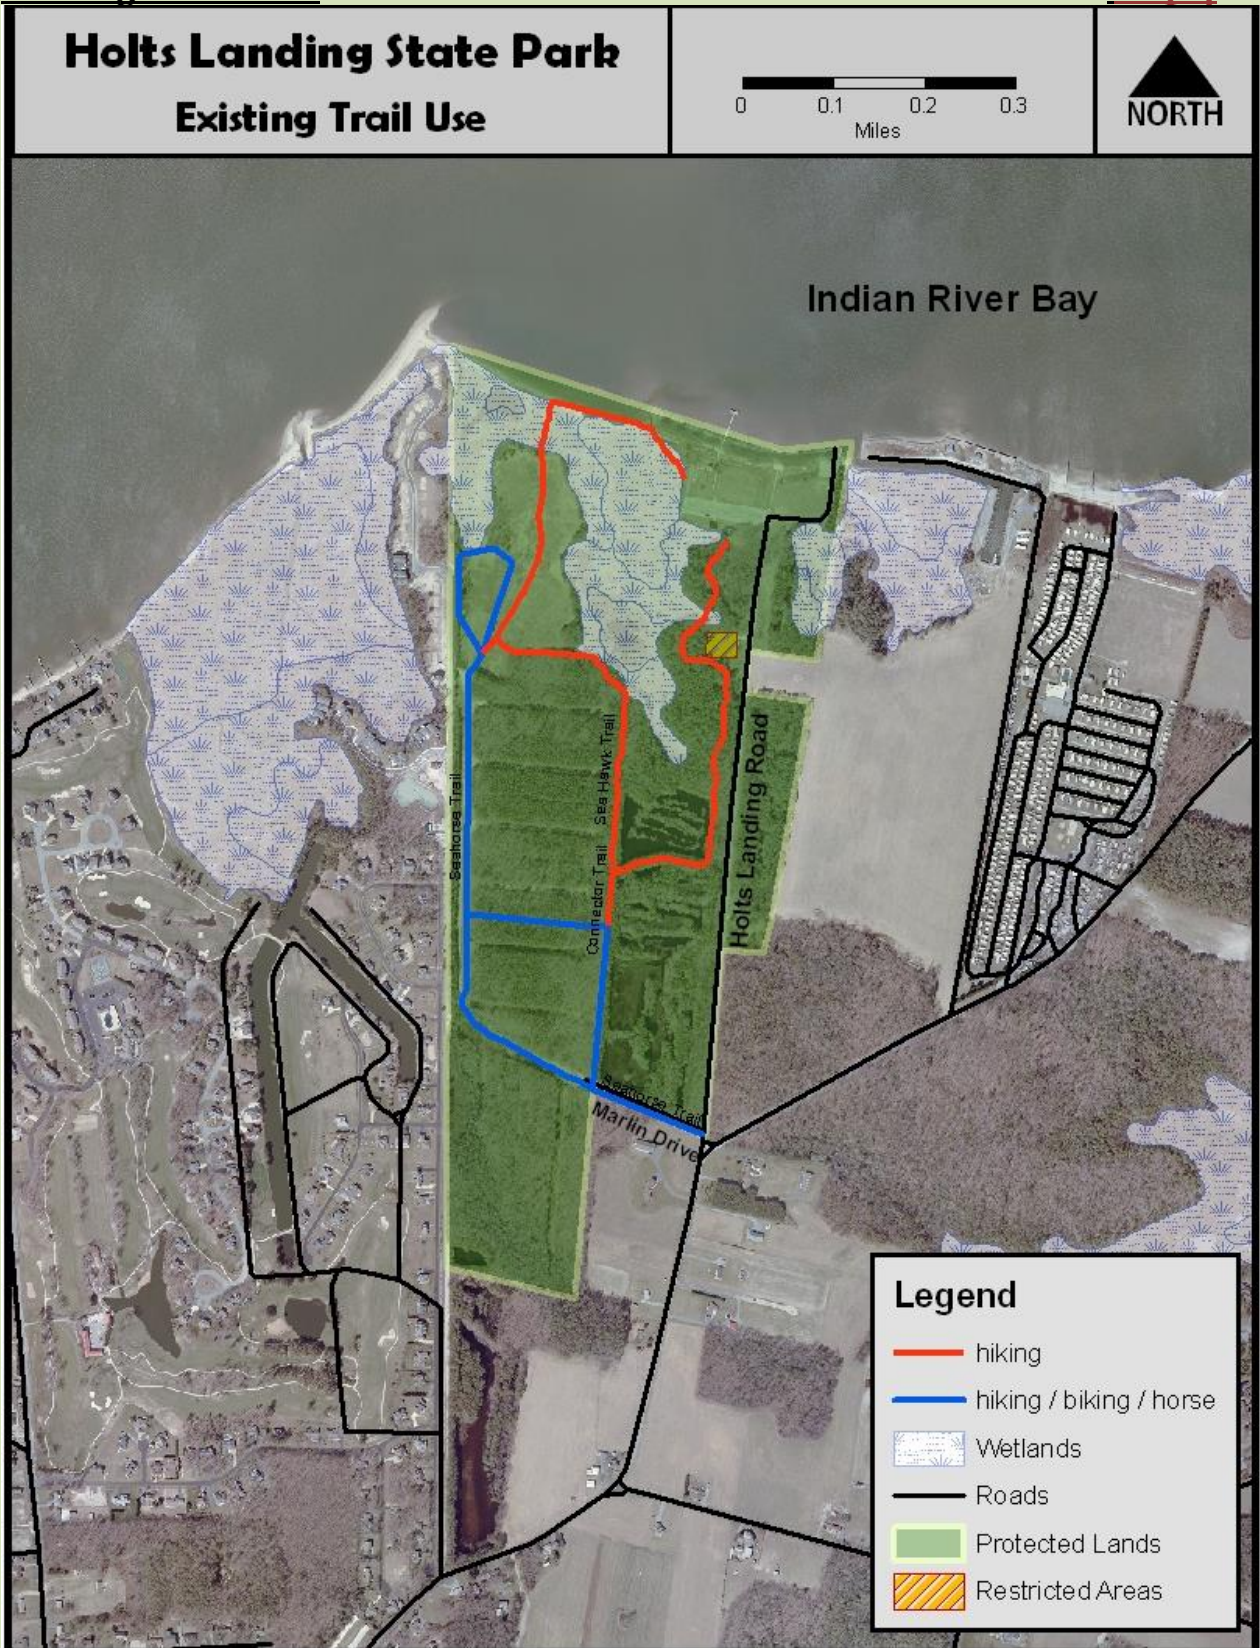 Holts Landing State Park
Existing Trail Use
0 0.1 0.2 0.3
Miles
NORTH
Indian River Bay
Sea Hawk Trail
Seahorse Trail
Connector Trail
Holts Landing Road
Seahorse Trail
Marlin Drive
Legend
hiking
hiking / biking / horse
Wetlands
Roads
Protected Lands
Restricted Areas